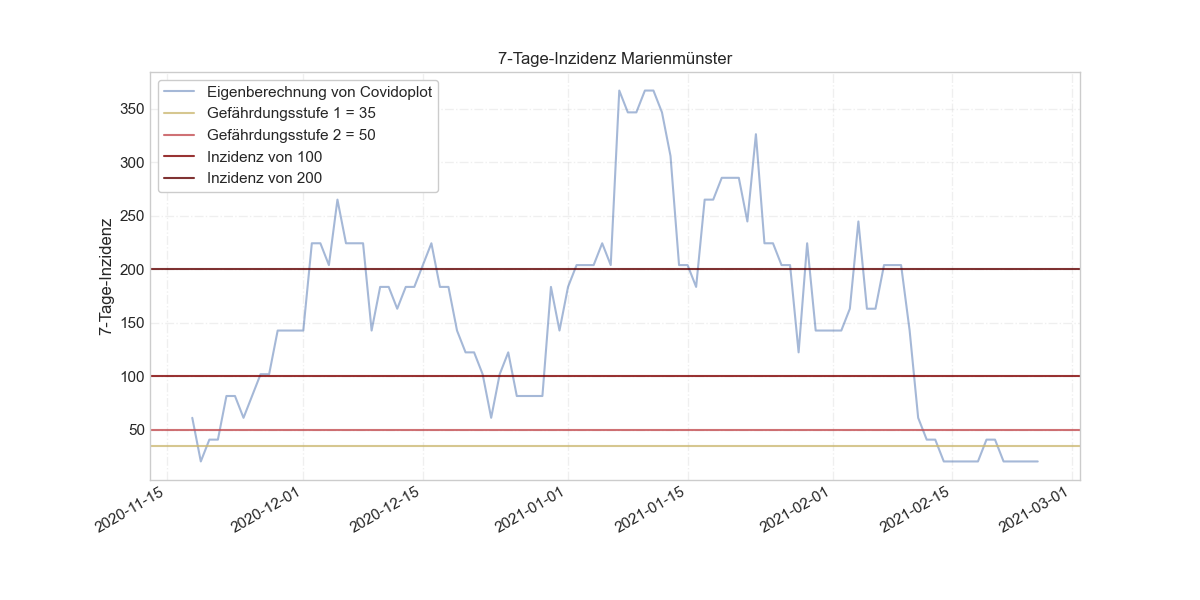 7-Tage-Inzidenz Marienmünster
Eigenberechnung von Covidoplot
Gefährdungsstufe 1 = 35
Gefährdungsstufe 2 = 50
Inzidenz von 100
Inzidenz von 200
7-Tage-Inzidenz
350
300
250
200
150
100
50
2020-11-15
2020-12-01
2020-12-15
2021-01-01
2021-01-15
2021-02-01
2021-02-15
2021-03-01